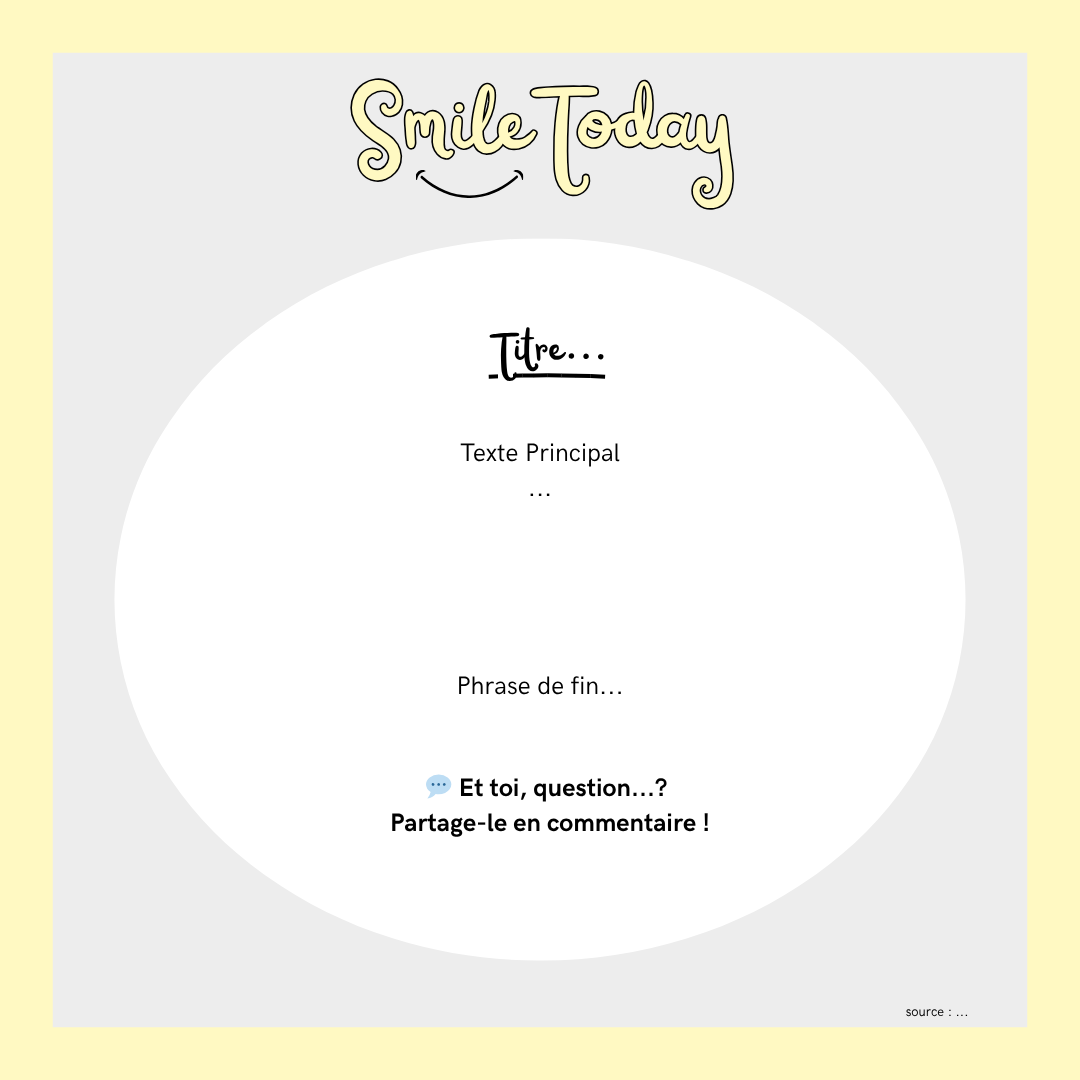 Smile Today
Titre...
Texte Principal
...
Phrase de fin...
💬 Et toi, question...?
Partage-le en commentaire !
source : ...